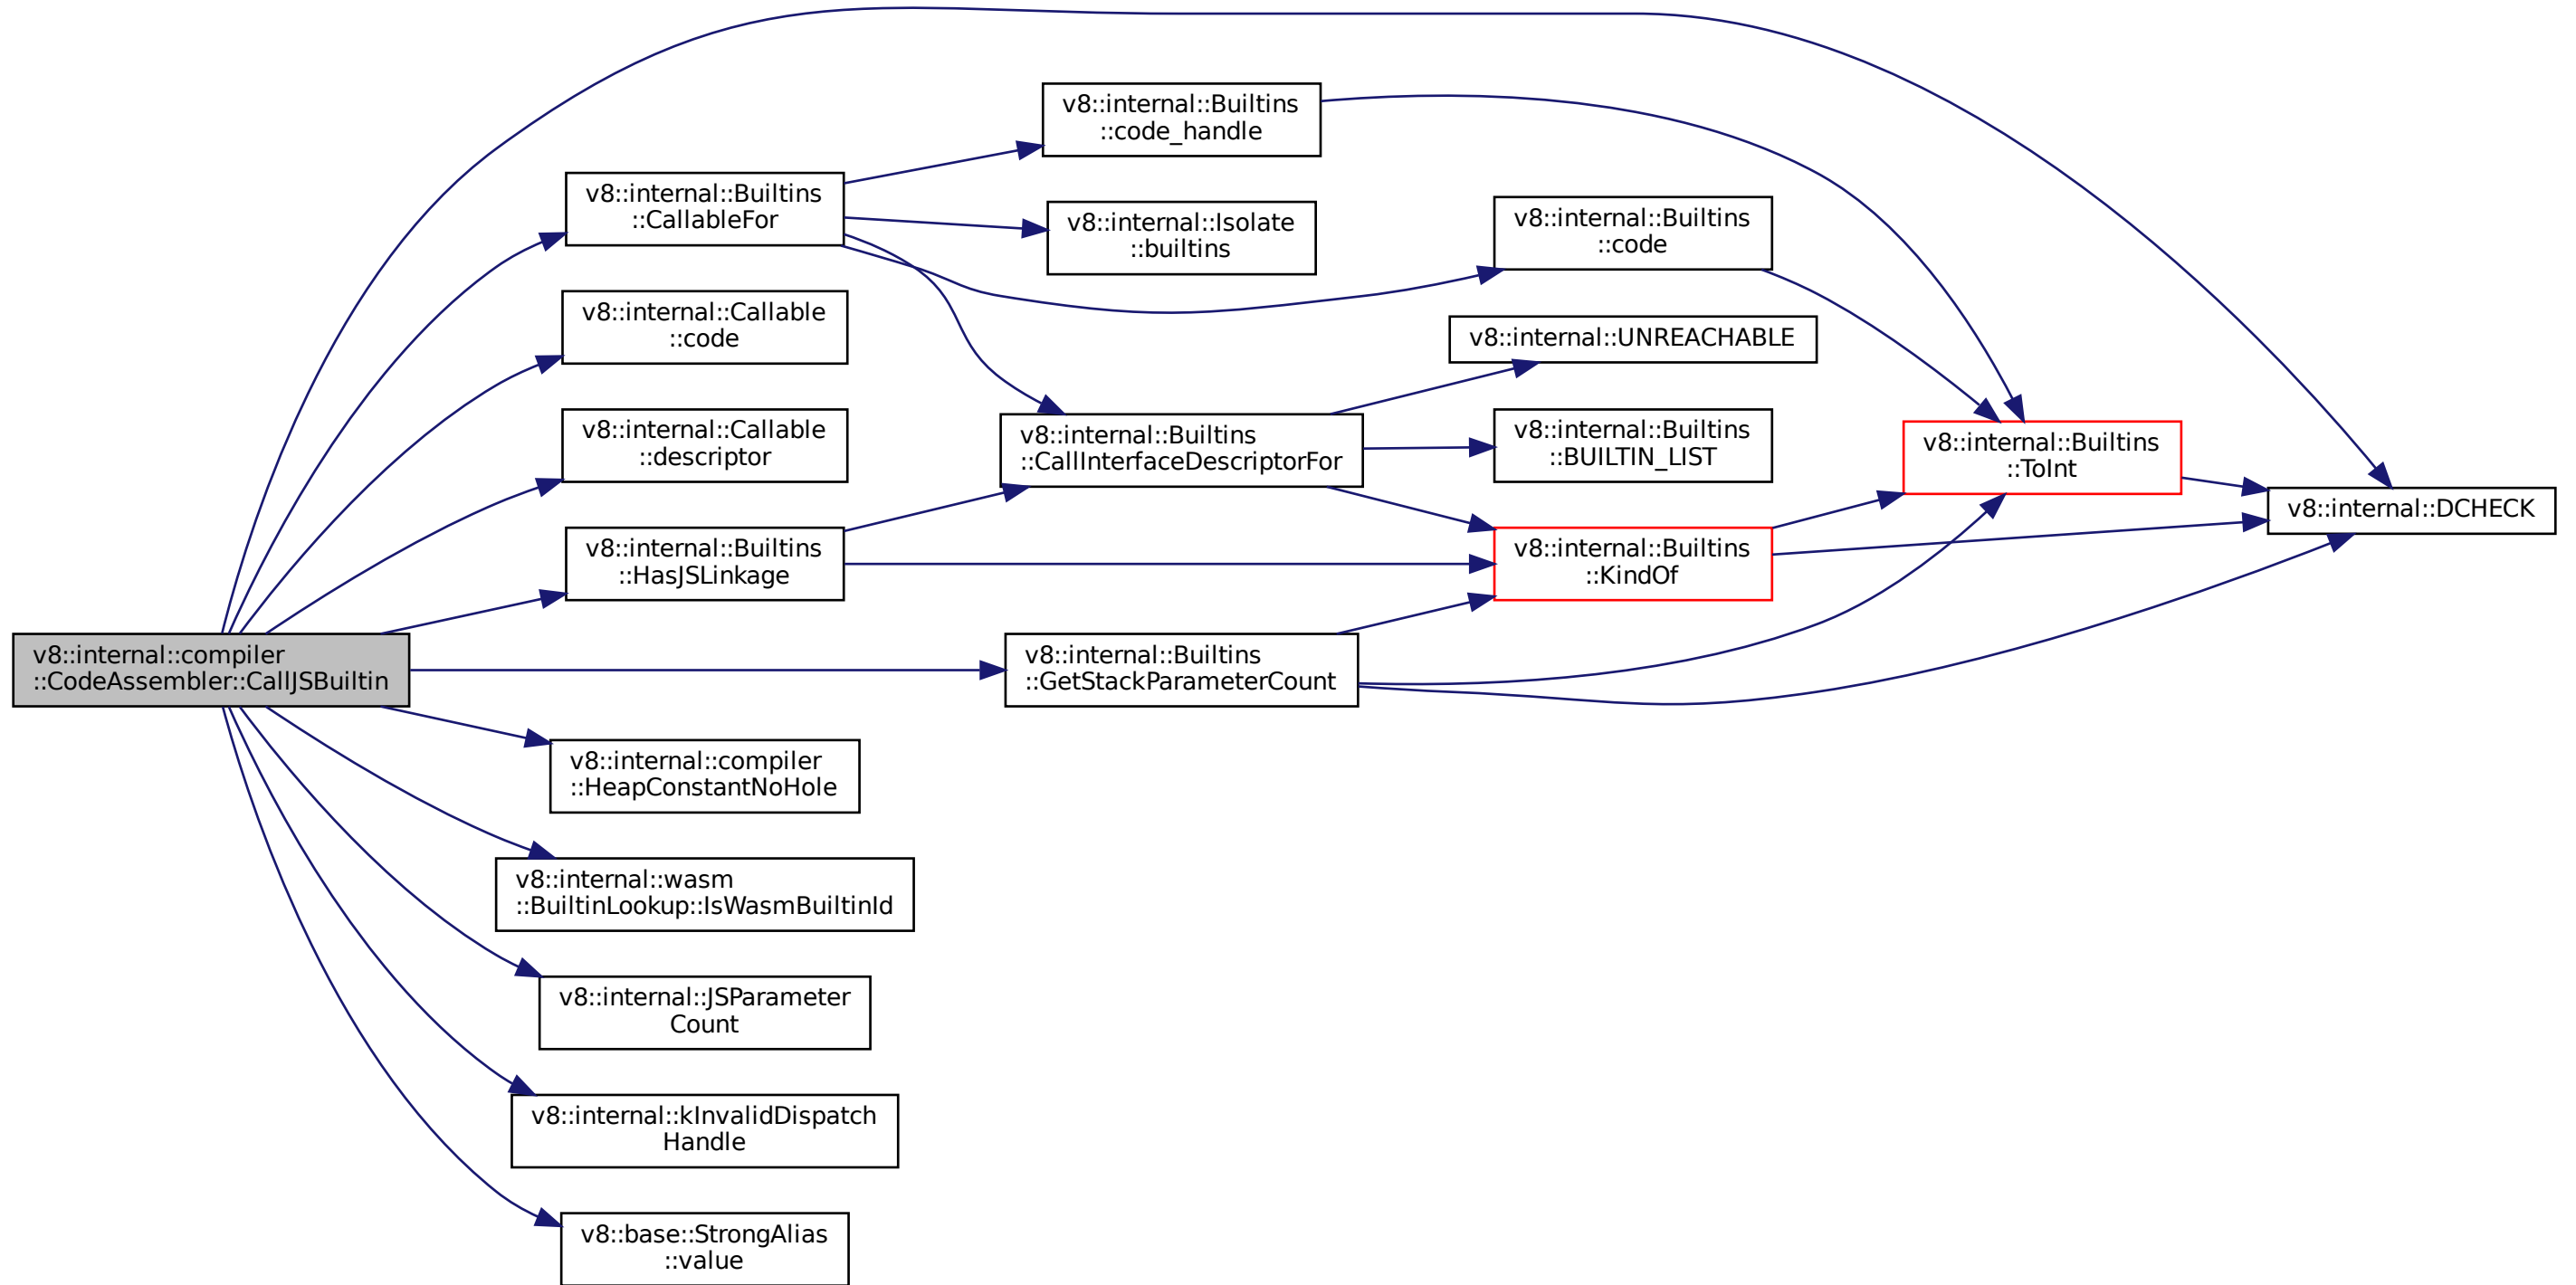 v8::internal::compiler
::CodeAssembler::CallJSBuiltin
v8::internal::Builtins
::CallableFor
v8::internal::Callable
::code
v8::internal::Callable
::descriptor
v8::internal::Builtins
::HasJSLinkage
v8::internal::compiler
::HeapConstantNoHole
v8::internal::wasm
::BuiltinLookup::IsWasmBuiltinId
v8::internal::JSParameter
Count
v8::internal::kInvalidDispatch
Handle
v8::base::StrongAlias
::value
v8::internal::Builtins
::code_handle
v8::internal::Isolate
::builtins
v8::internal::Builtins
::CallInterfaceDescriptorFor
v8::internal::Builtins
::GetStackParameterCount
v8::internal::Builtins
::code
v8::internal::UNREACHABLE
v8::internal::Builtins
::BUILTIN_LIST
v8::internal::Builtins
::KindOf
v8::internal::Builtins
::ToInt
v8::internal::DCHECK